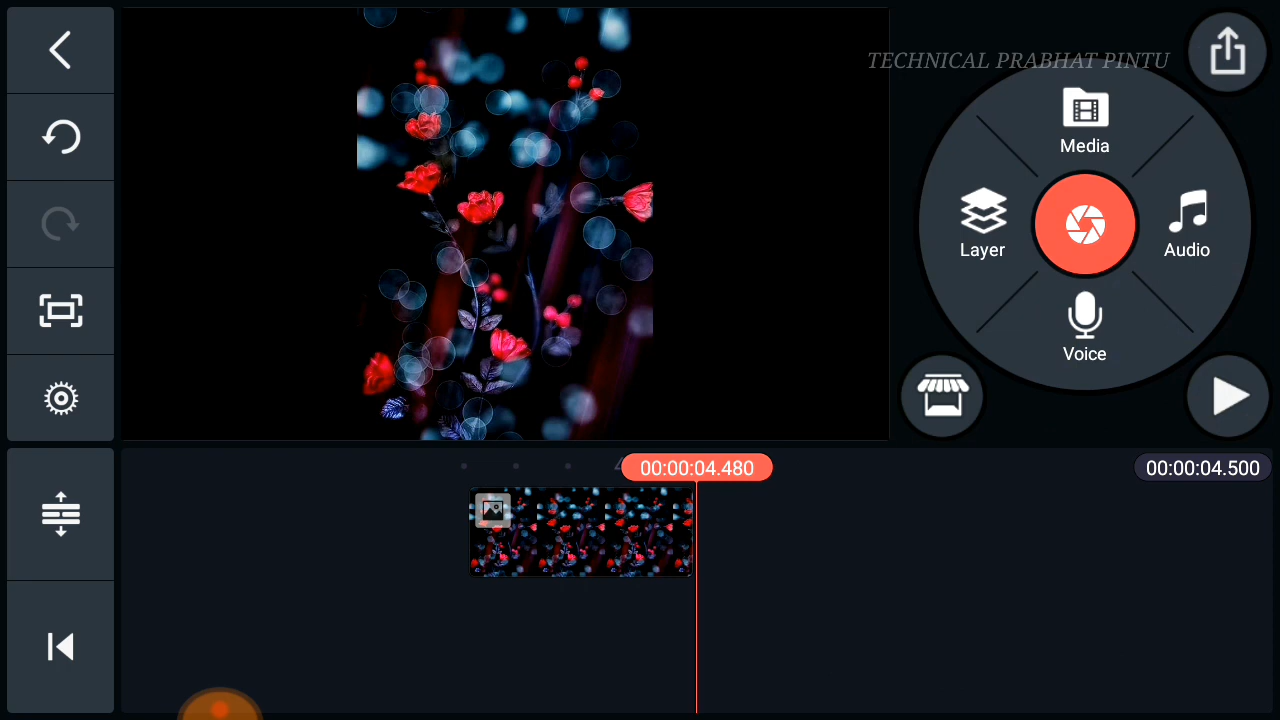 TECHNICAL PRABHAT PINTU
Media
Layer
Audio
Voice
00:00:04.480
00:00:04.500